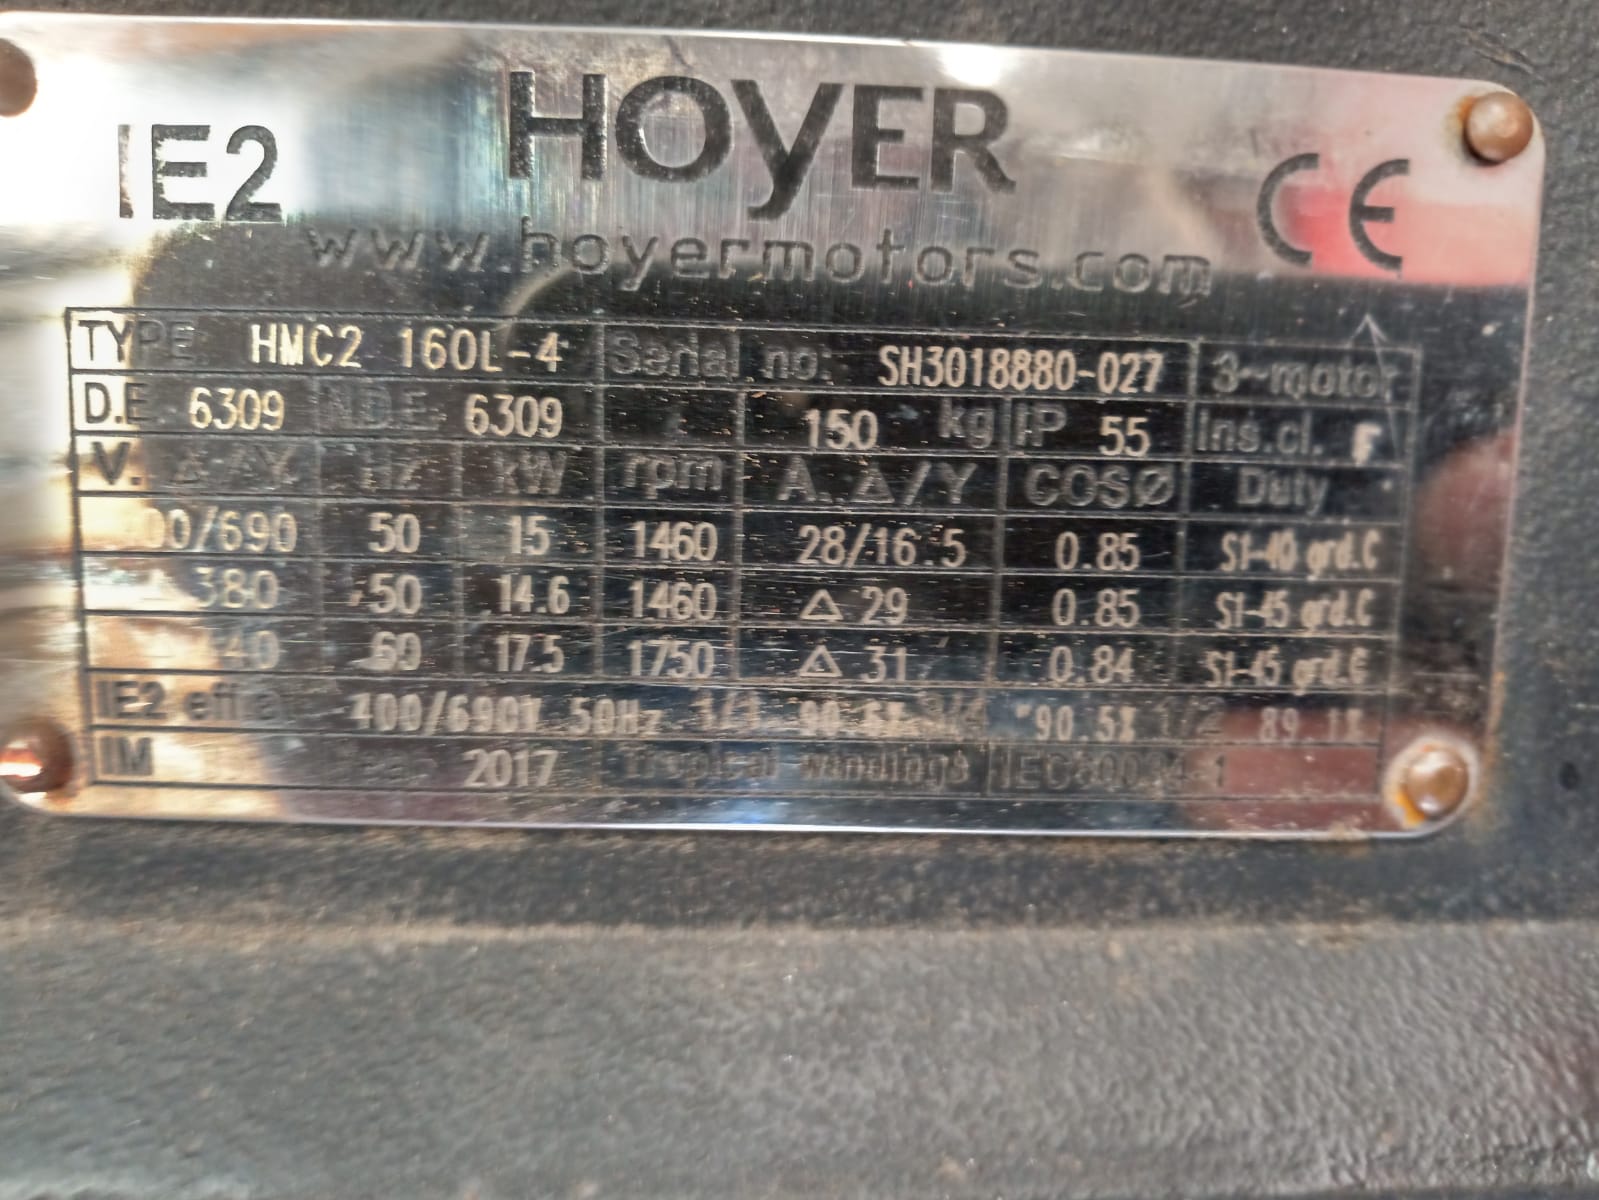 IE2 HOYER CE
www.hoyermotors.com
TYPE HMC2 160L-4 Serial no: SH3018880-027 3~motor
D.E 6309 N.D.E 6309 150 kg IP 55 Ins.cl. F
V. Δ/Y Hz kW rpm A. Δ/Y COSØ Duty
00/690 50 15 1460 28/16.5 0.85 S1-40 grd.C
380 50 14.6 1460 Δ 29 0.85 S1-45 grd.C
40 60 17.5 1750 Δ 31 0.84 S1-45 grd.C
IE2 400/690V 50Hz 1/1 90.6% 3/4 90.5% 1/2 89.1%
IM 2017 Tropical windings IEC60034-1